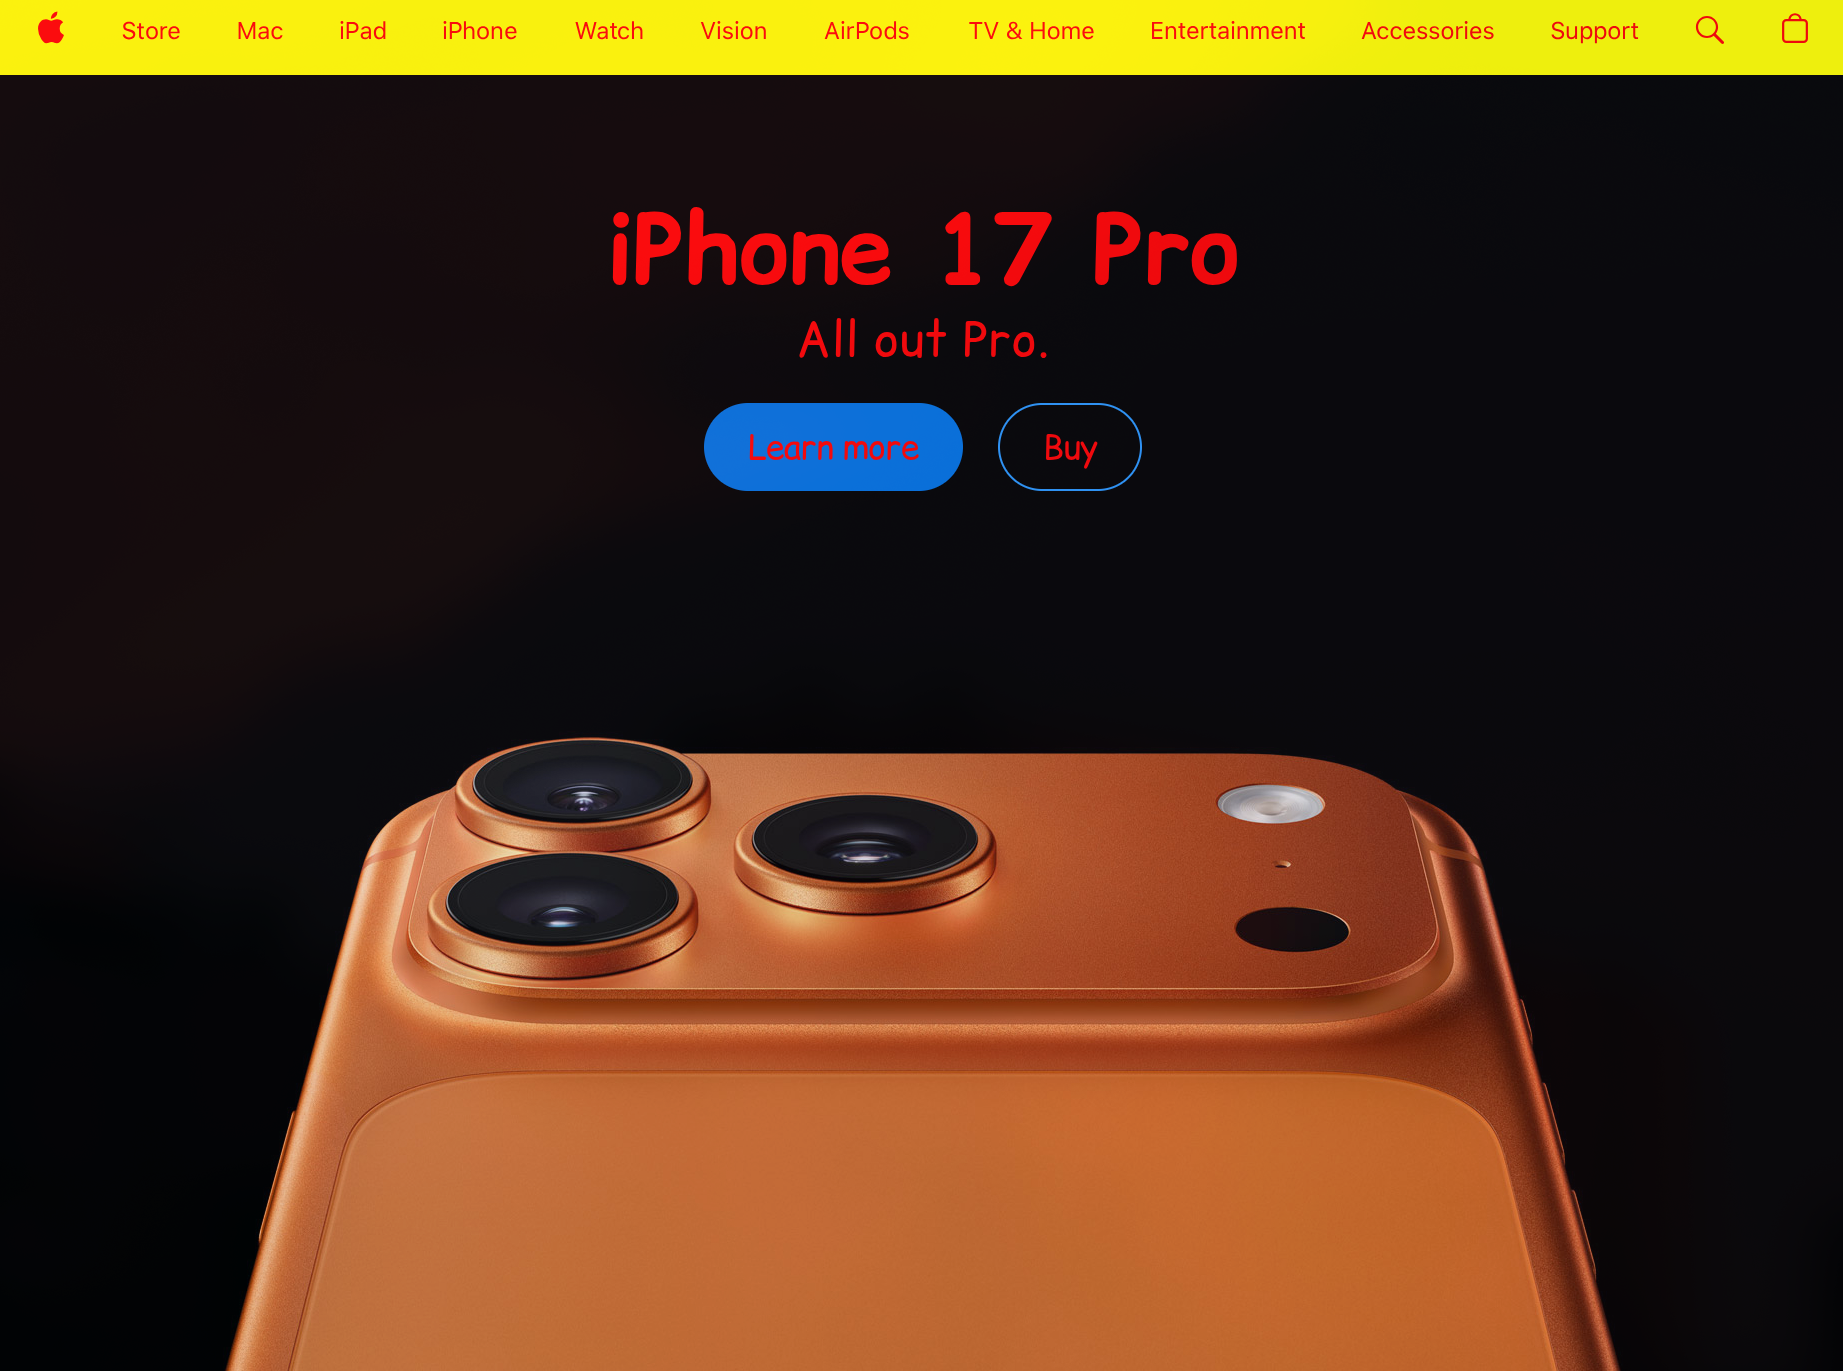 Store Mac iPad iPhone Watch Vision AirPods TV & Home Entertainment Accessories Support
iPhone 17 Pro
All out Pro.
Learn more Buy